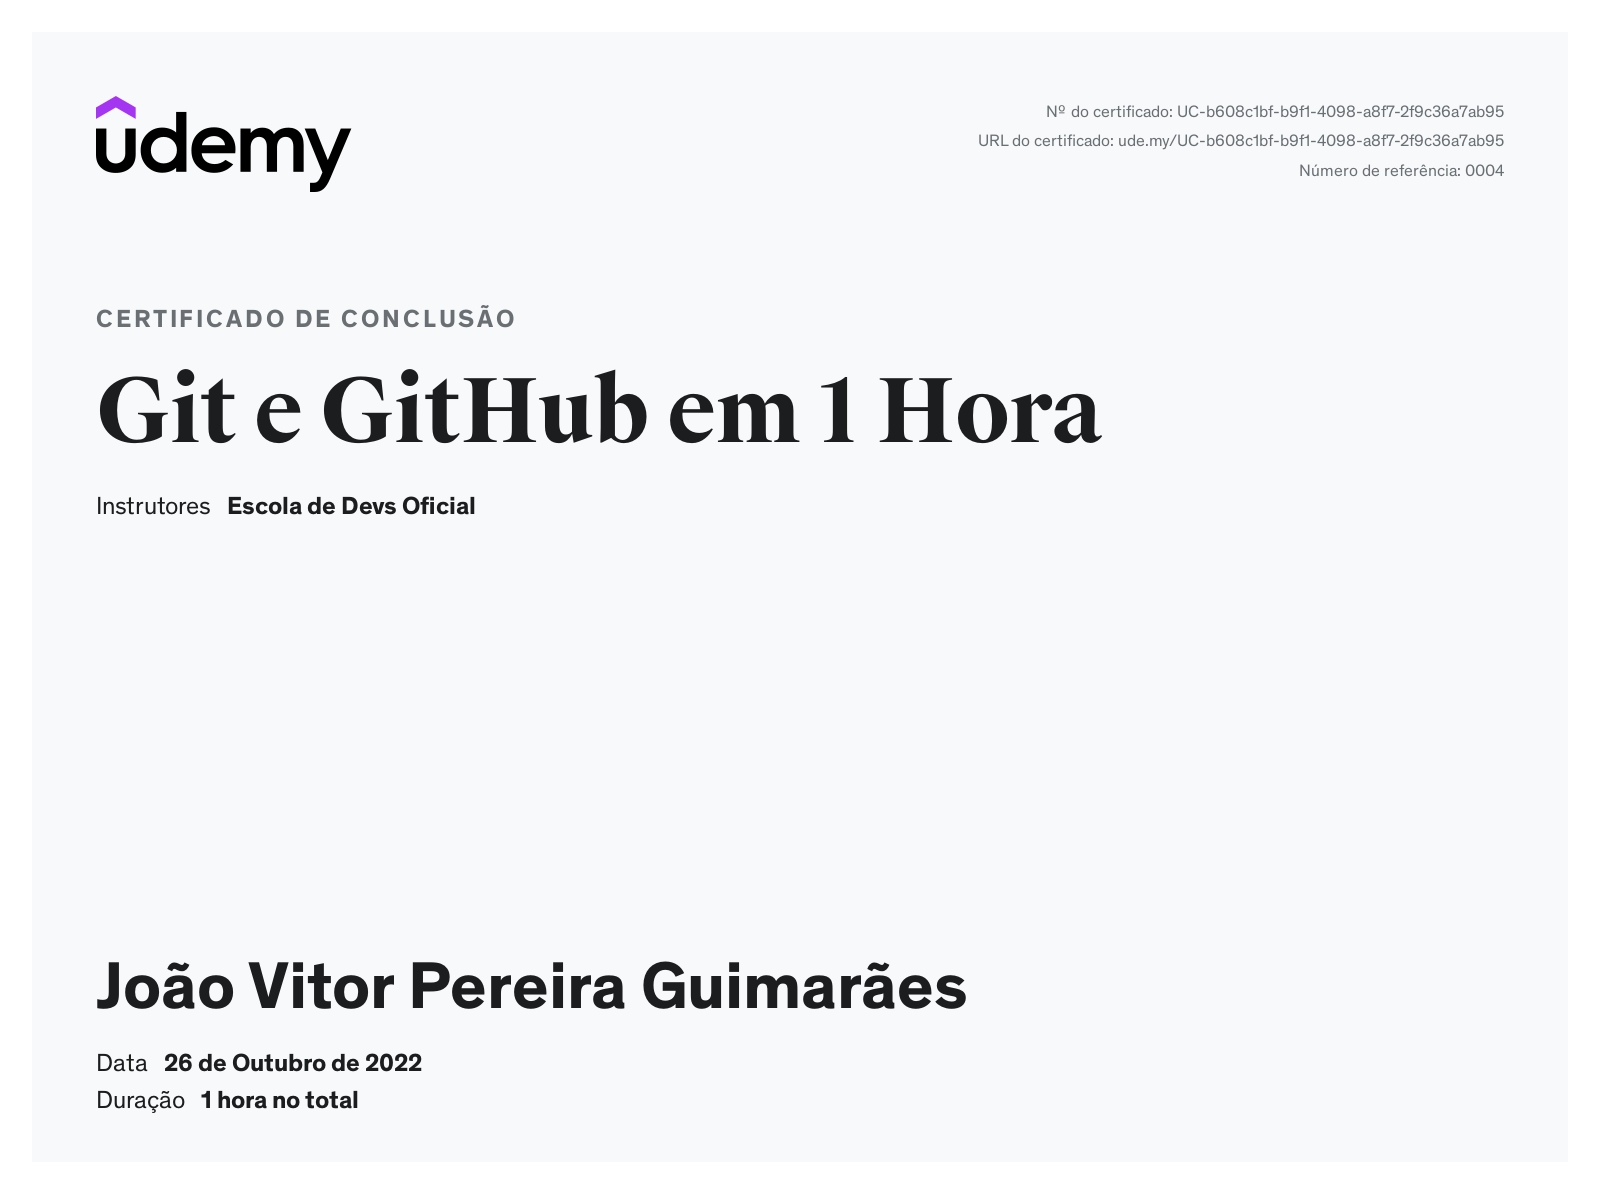 udemy
Nº do certificado: UC-b608c1bf-b9f1-4098-a8f7-2f9c36a7ab95
URL do certificado: ude.my/UC-b608c1bf-b9f1-4098-a8f7-2f9c36a7ab95
Número de referência: 0004
CERTIFICADO DE CONCLUSÃO
Git e GitHub em 1 Hora
Instrutores Escola de Devs Oficial
João Vitor Pereira Guimarães
Data 26 de Outubro de 2022
Duração 1 hora no total